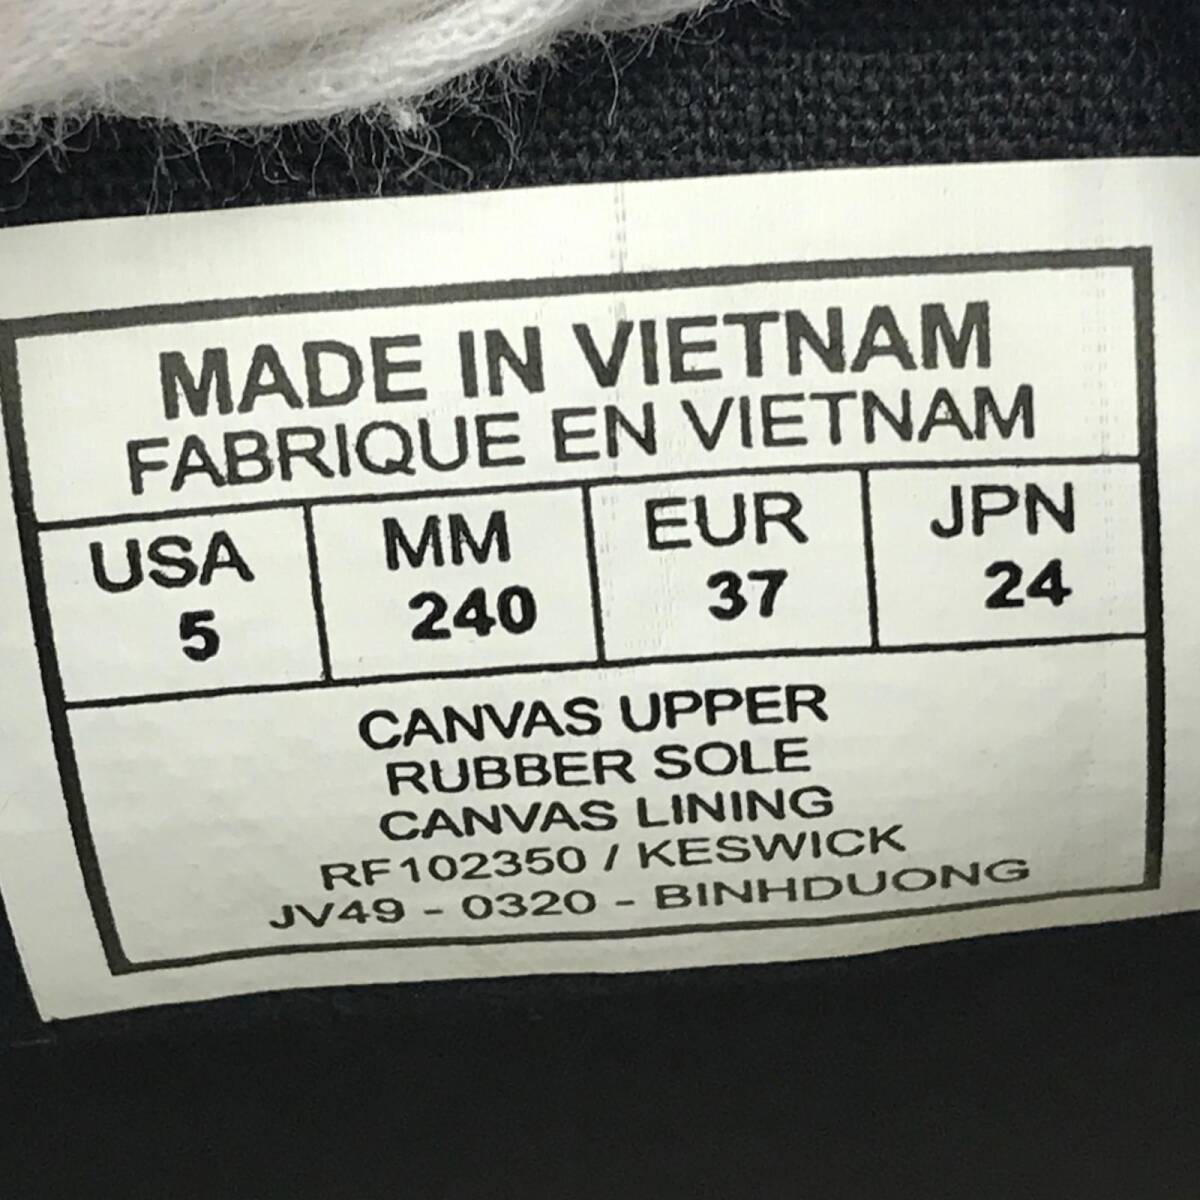 MADE IN VIETNAM
FABRIQUE EN VIETNAM
USA MM EUR JPN
5 240 37 24
CANVAS UPPER
RUBBER SOLE
CANVAS LINING
RF102350 / KESWICK
JV49 - 0320 - BINHDUONG